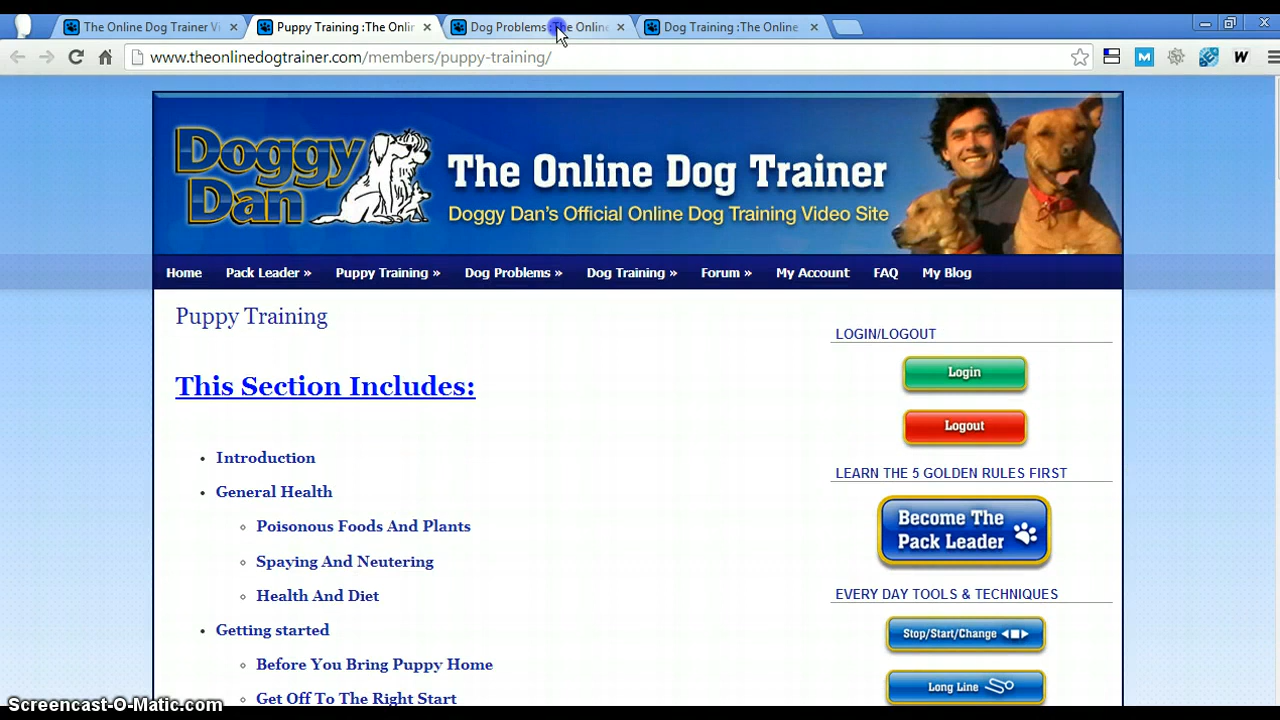 The Online Dog Trainer Vi
Puppy Training :The Onlin
Dog Problems :The Online
Dog Training :The Online
www.theonlinedogtrainer.com/members/puppy-training/
M
W
Doggy
Dan
The Online Dog Trainer
Doggy Dan's Official Online Dog Training Video Site
Home Pack Leader » Puppy Training » Dog Problems » Dog Training » Forum » My Account FAQ My Blog
Puppy Training
This Section Includes:
• Introduction
• General Health
◦ Poisonous Foods And Plants
◦ Spaying And Neutering
◦ Health And Diet
• Getting started
◦ Before You Bring Puppy Home
◦ Get Off To The Right Start
LOGIN/LOGOUT
Login
Logout
LEARN THE 5 GOLDEN RULES FIRST
Become The
Pack Leader
EVERY DAY TOOLS & TECHNIQUES
Stop/Start/Change
Long Line
Screencast-O-Matic.com